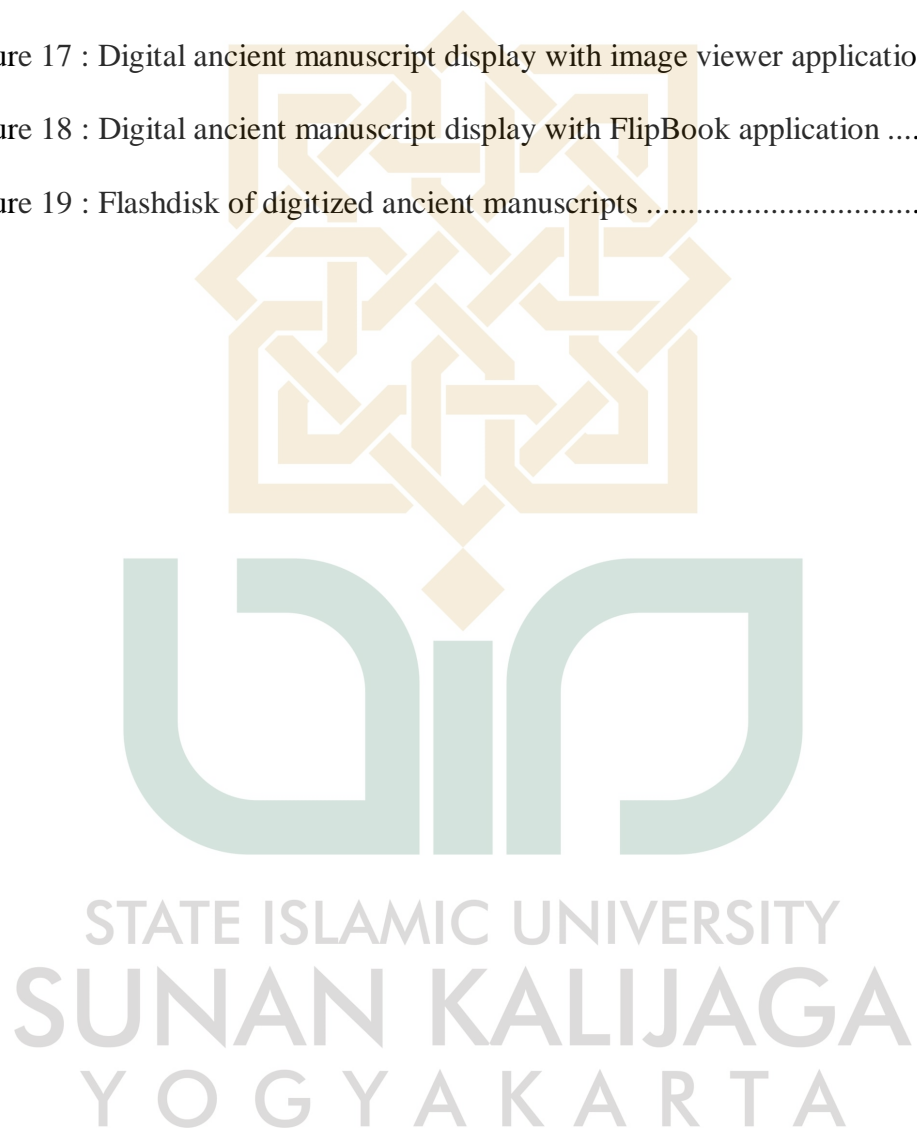 ure 17 : Digital ancient manuscript display with image viewer applicatio
ure 18 : Digital ancient manuscript display with FlipBook application ....
ure 19 : Flashdisk of digitized ancient manuscripts ..................................
STATE ISLAMIC UNIVERSITY
SUNAN KALIJAGA
YOGYAKARTA